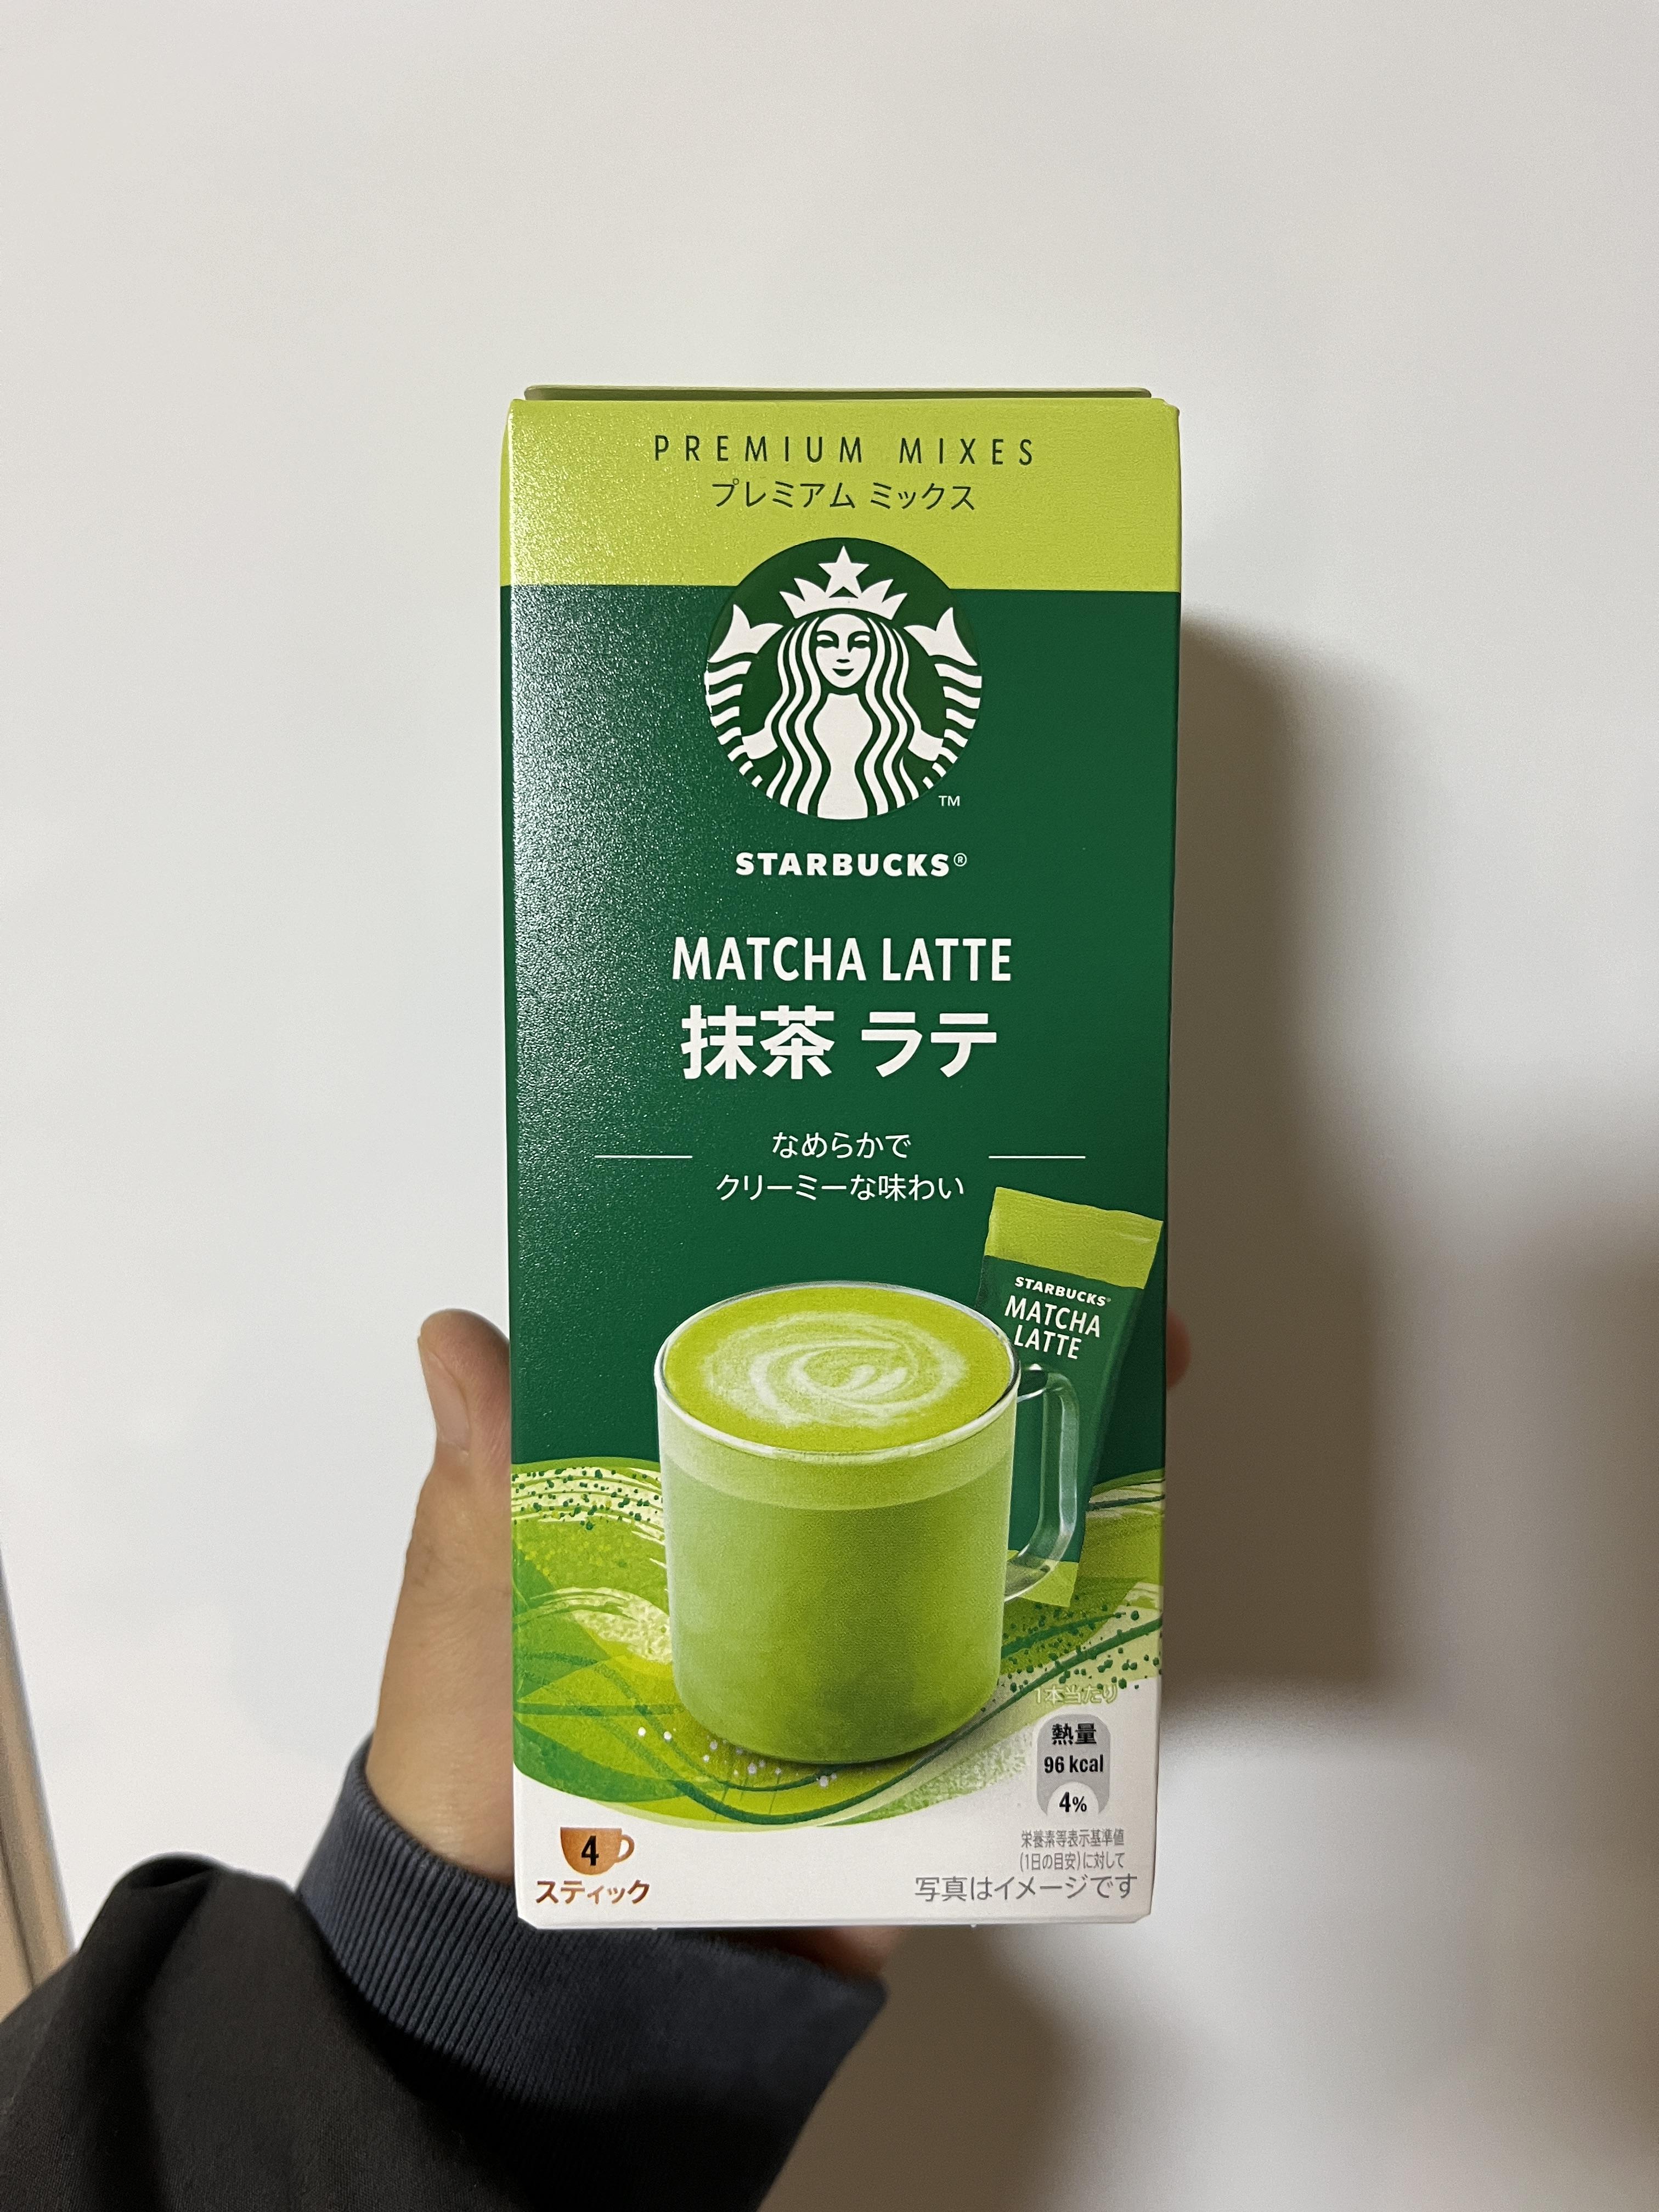 PREMIUM MIXES
プレミアム ミックス
TM
STARBUCKS®
MATCHA LATTE
抹茶 ラテ
なめらかで
クリーミーな味わい
STARBUCKS®
MATCHA
LATTE
1本当たり
熱量
96 kcal
4%
栄養素等表示基準値
(1日の目安)に対して
4
スティック
写真はイメージです